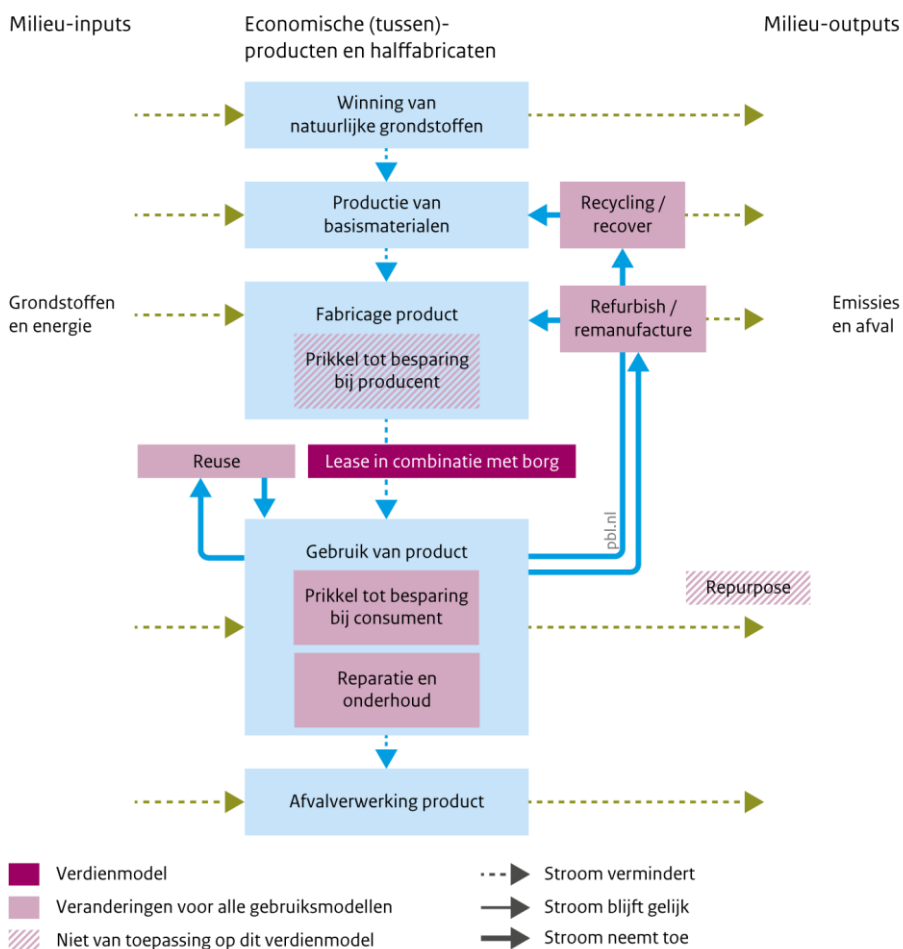 Milieu-inputs
Economische (tussen)-
producten en halffabricaten
Milieu-outputs
Winning van
natuurlijke grondstoffen
Productie van
basismaterialen
Recycling /
recover
Grondstoffen
en energie
Fabricage product
Refurbish /
remanufacture
Emissies
en afval
Prikkel tot besparing
bij producent
Reuse
Lease in combinatie met borg
pbl.nl
Gebruik van product
Prikkel tot besparing
bij consument
Repurpose
Reparatie en
onderhoud
Afvalverwerking product
Verdienmodel
Veranderingen voor alle gebruiksmodellen
Niet van toepassing op dit verdienmodel
Stroom vermindert
Stroom blijft gelijk
Stroom neemt toe